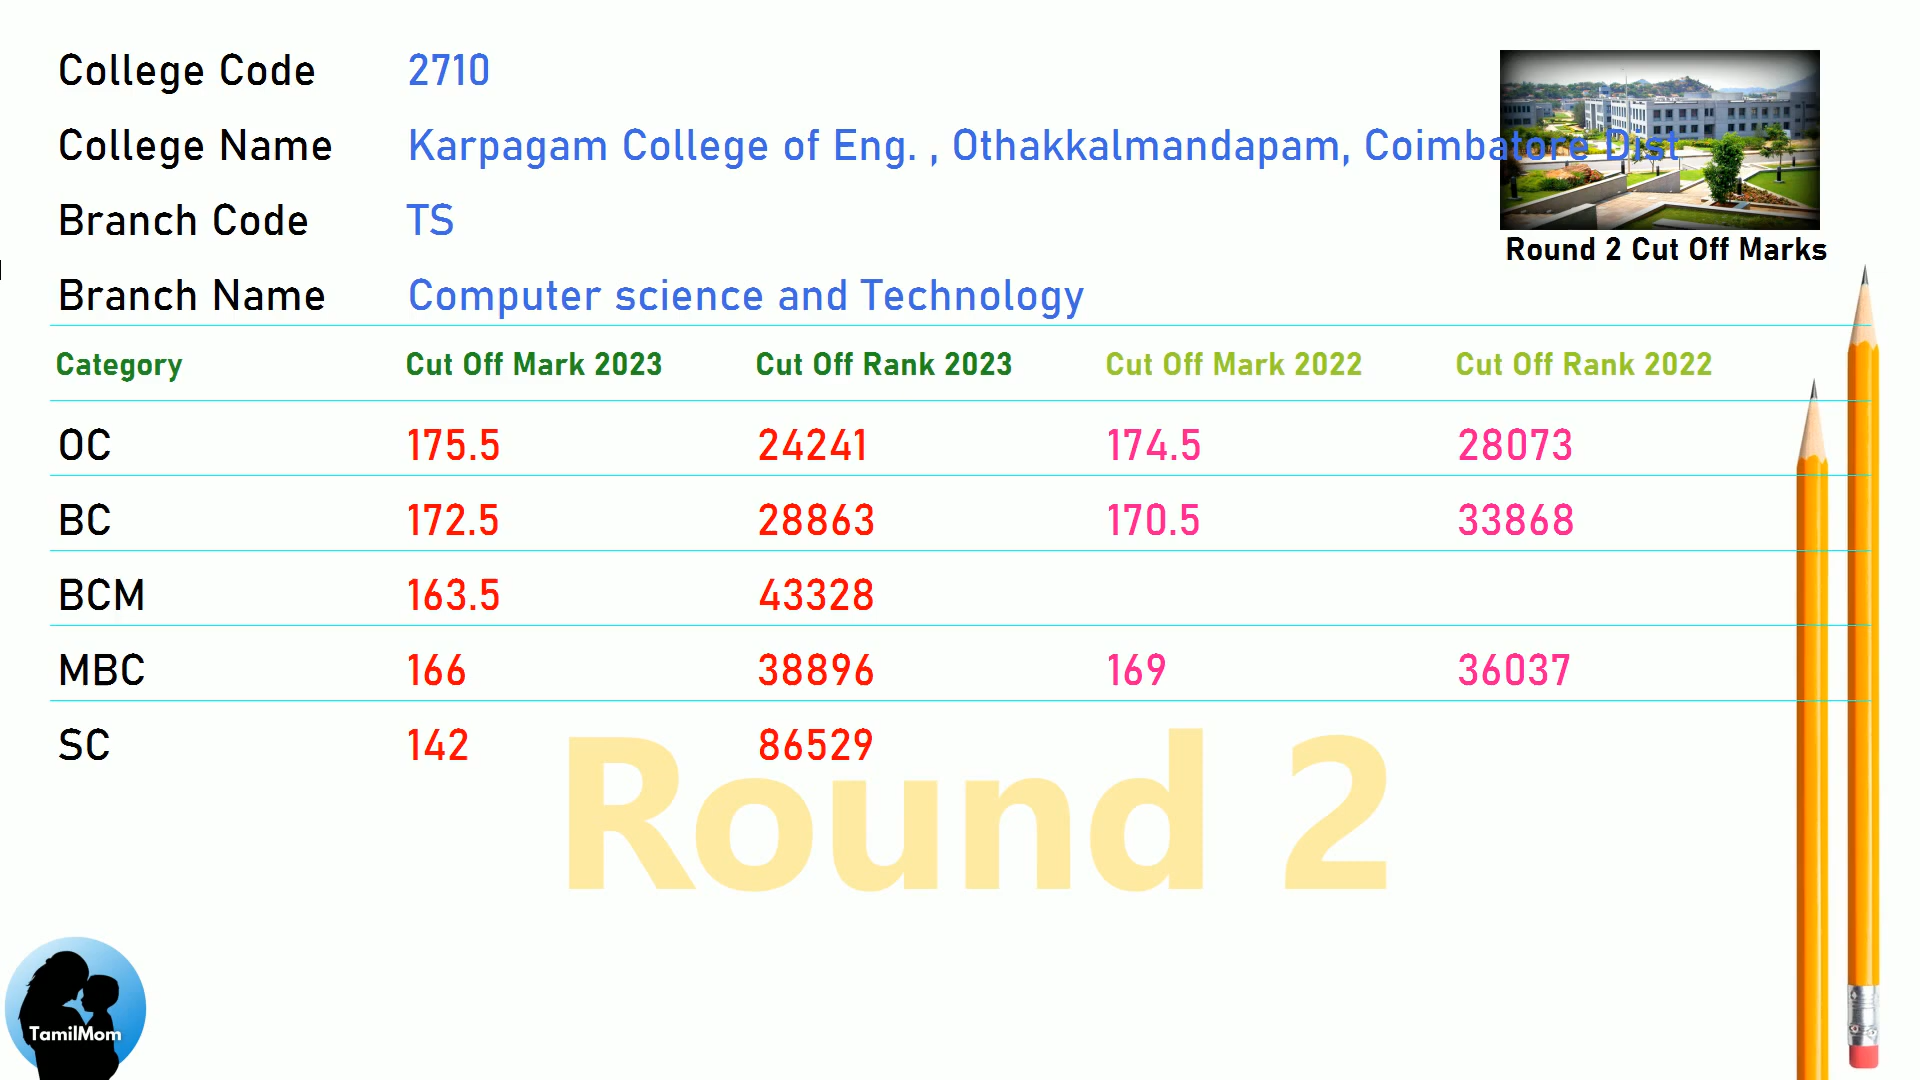 College Code 2710
College Name Karpagam College of Eng. , Othakkalmandapam, Coimbatore Dist
Branch Code TS
Round 2 Cut Off Marks
Branch Name Computer science and Technology
Category Cut Off Mark 2023 Cut Off Rank 2023 Cut Off Mark 2022 Cut Off Rank 2022
OC 175.5 24241 174.5 28073
BC 172.5 28863 170.5 33868
BCM 163.5 43328
MBC 166 38896 169 36037
SC 142 86529
Round 2
TamilMom